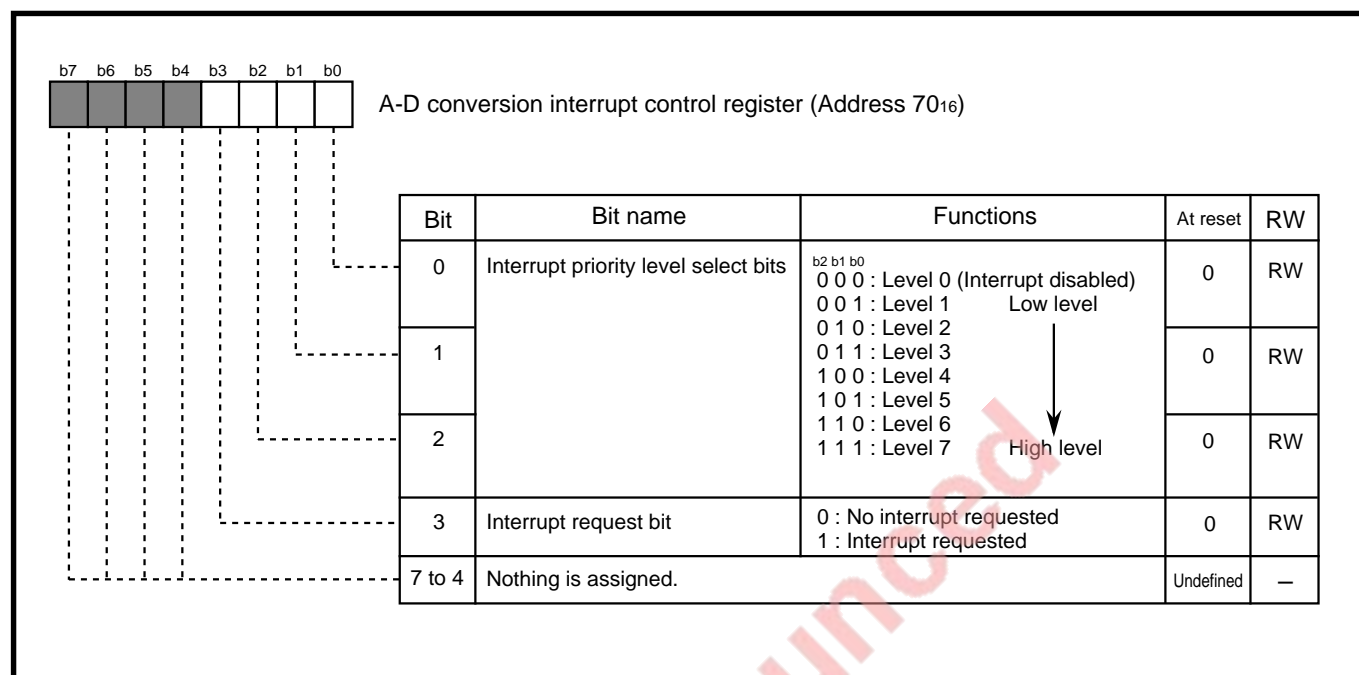 b7 b6 b5 b4 b3 b2 b1 b0
A-D conversion interrupt control register (Address 70₁₆)
Bit Bit name Functions At reset RW
0 Interrupt priority level select bits b2 b1 b0 0 RW
0 0 0 : Level 0 (Interrupt disabled)
0 0 1 : Level 1 Low level
0 1 0 : Level 2
1 0 1 1 : Level 3 0 RW
1 0 0 : Level 4
1 0 1 : Level 5
1 1 0 : Level 6
2 1 1 1 : Level 7 High level 0 RW
3 Interrupt request bit 0 : No interrupt requested 0 RW
1 : Interrupt requested
7 to 4 Nothing is assigned. Undefined –